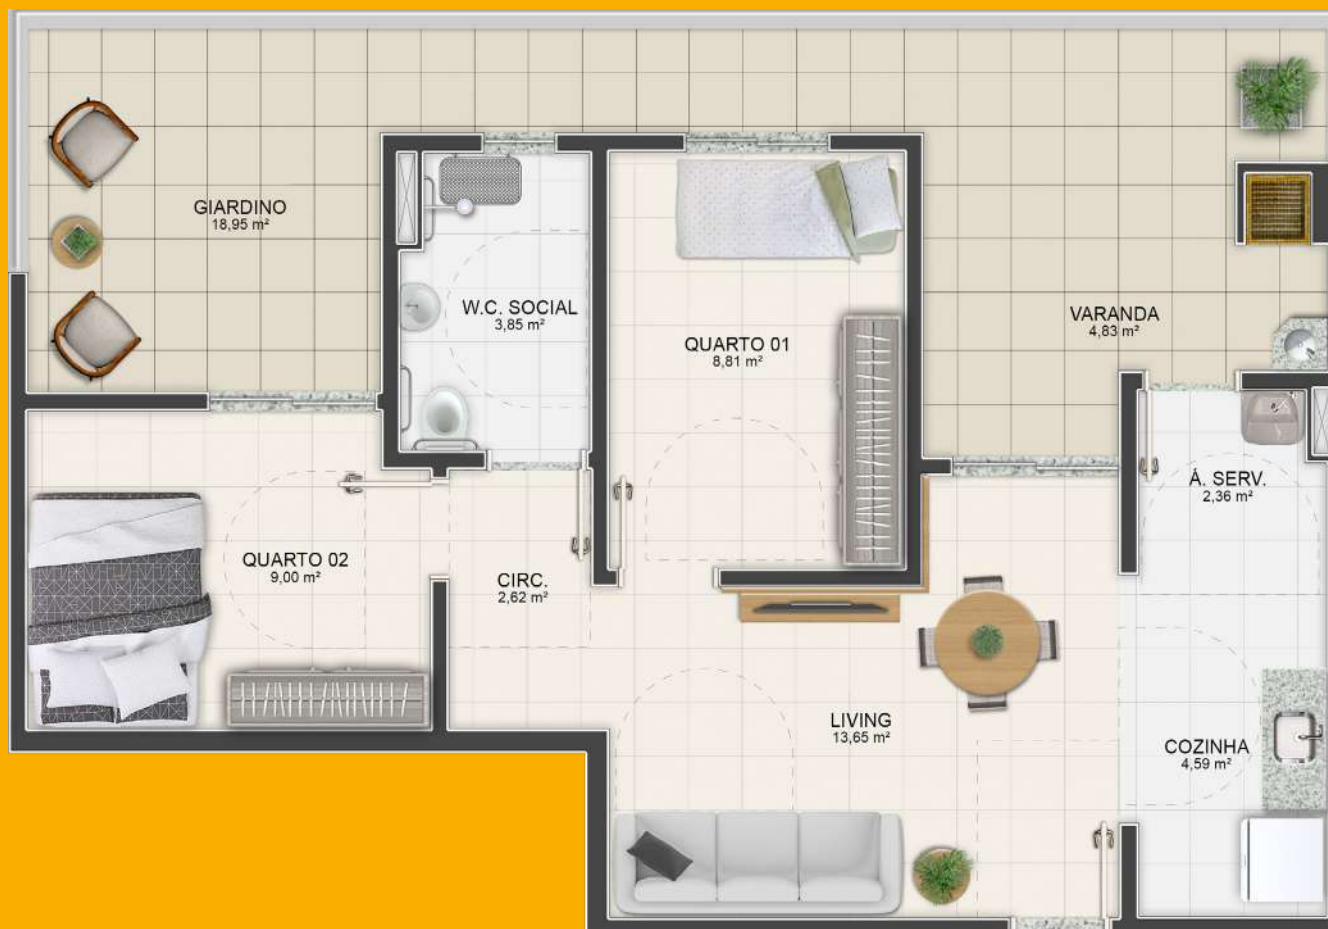 GIARDINO
18,95 m²
W.C. SOCIAL
3,85 m²
QUARTO 01
8,81 m²
VARANDA
4,83 m²
Á. SERV.
2,36 m²
QUARTO 02
9,00 m²
CIRC.
2,62 m²
LIVING
13,65 m²
COZINHA
4,59 m²